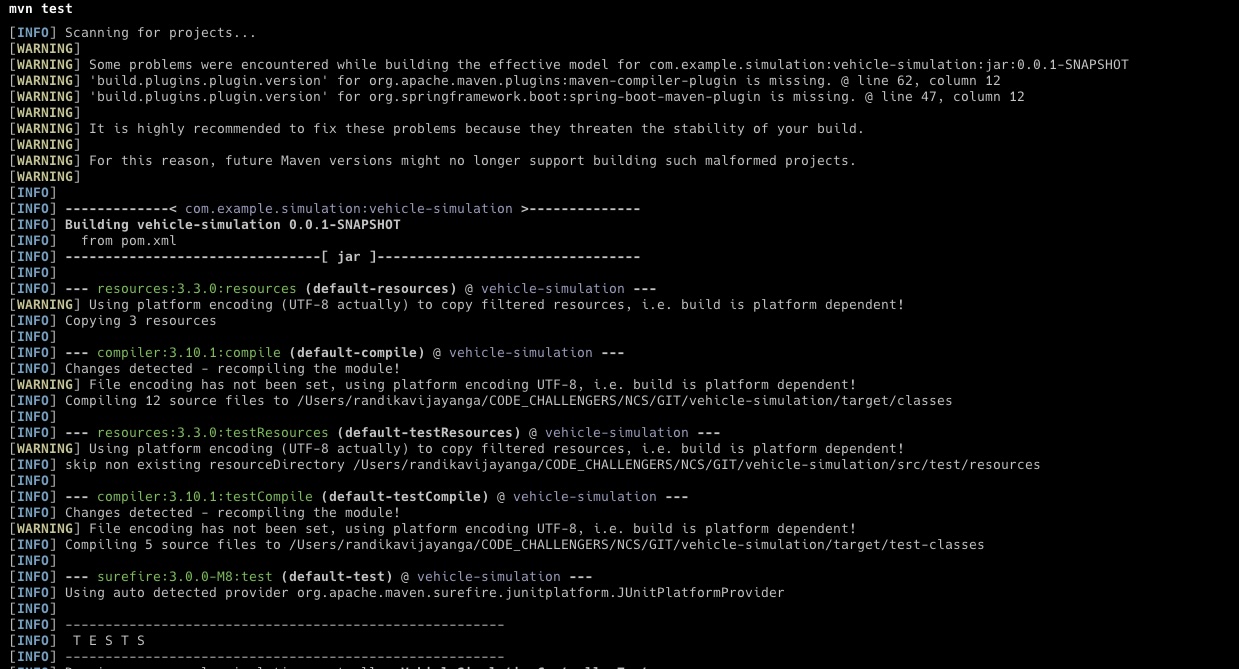 mvn test
[INFO] Scanning for projects...
[WARNING]
[WARNING] Some problems were encountered while building the effective model for com.example.simulation:vehicle-simulation:jar:0.0.1-SNAPSHOT
[WARNING] 'build.plugins.plugin.version' for org.apache.maven.plugins:maven-compiler-plugin is missing. @ line 62, column 12
[WARNING] 'build.plugins.plugin.version' for org.springframework.boot:spring-boot-maven-plugin is missing. @ line 47, column 12
[WARNING]
[WARNING] It is highly recommended to fix these problems because they threaten the stability of your build.
[WARNING]
[WARNING] For this reason, future Maven versions might no longer support building such malformed projects.
[WARNING]
[INFO]
[INFO] -------------< com.example.simulation:vehicle-simulation >--------------
[INFO] Building vehicle-simulation 0.0.1-SNAPSHOT
[INFO]   from pom.xml
[INFO] --------------------------------[ jar ]---------------------------------
[INFO]
[INFO] --- resources:3.3.0:resources (default-resources) @ vehicle-simulation ---
[WARNING] Using platform encoding (UTF-8 actually) to copy filtered resources, i.e. build is platform dependent!
[INFO] Copying 3 resources
[INFO]
[INFO] --- compiler:3.10.1:compile (default-compile) @ vehicle-simulation ---
[INFO] Changes detected - recompiling the module!
[WARNING] File encoding has not been set, using platform encoding UTF-8, i.e. build is platform dependent!
[INFO] Compiling 12 source files to /Users/randikavijayanga/CODE_CHALLENGERS/NCS/GIT/vehicle-simulation/target/classes
[INFO]
[INFO] --- resources:3.3.0:testResources (default-testResources) @ vehicle-simulation ---
[WARNING] Using platform encoding (UTF-8 actually) to copy filtered resources, i.e. build is platform dependent!
[INFO] skip non existing resourceDirectory /Users/randikavijayanga/CODE_CHALLENGERS/NCS/GIT/vehicle-simulation/src/test/resources
[INFO]
[INFO] --- compiler:3.10.1:testCompile (default-testCompile) @ vehicle-simulation ---
[INFO] Changes detected - recompiling the module!
[WARNING] File encoding has not been set, using platform encoding UTF-8, i.e. build is platform dependent!
[INFO] Compiling 5 source files to /Users/randikavijayanga/CODE_CHALLENGERS/NCS/GIT/vehicle-simulation/target/test-classes
[INFO]
[INFO] --- surefire:3.0.0-M8:test (default-test) @ vehicle-simulation ---
[INFO] Using auto detected provider org.apache.maven.surefire.junitplatform.JUnitPlatformProvider
[INFO]
[INFO] -------------------------------------------------------
[INFO]  T E S T S
[INFO] -------------------------------------------------------